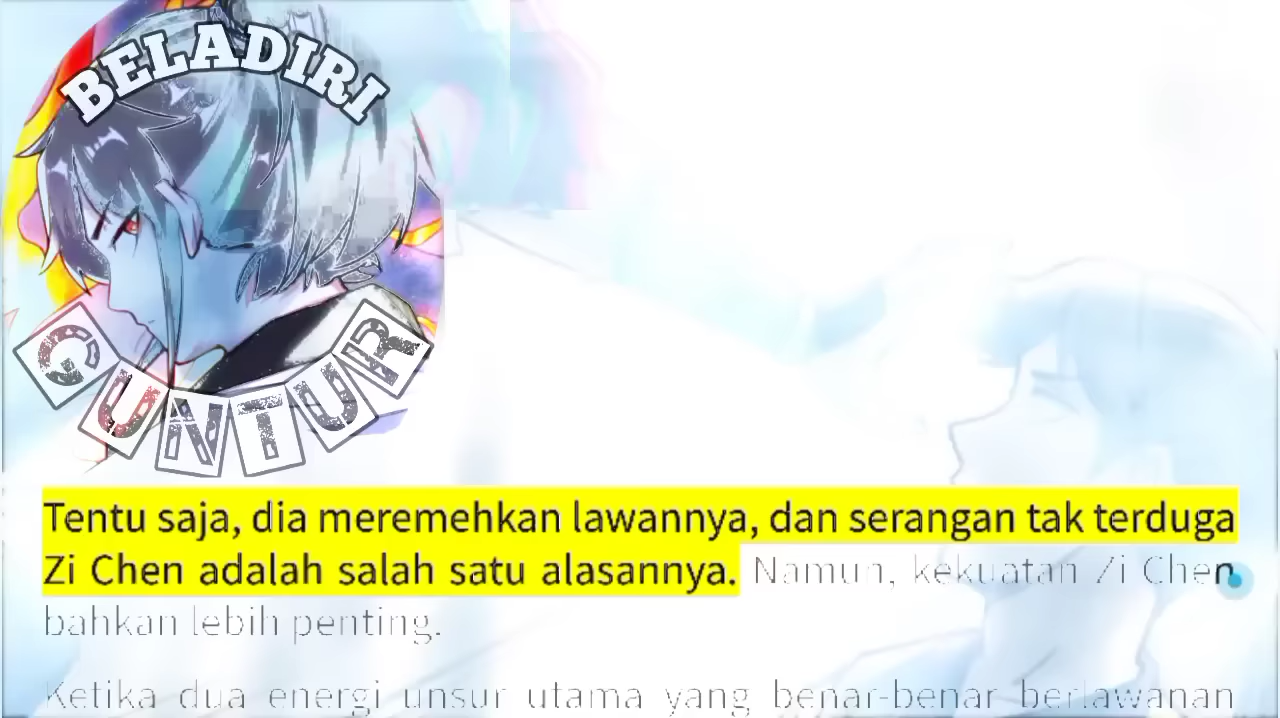 BELADIRI
GUNTUR
Tentu saja, dia meremehkan lawannya, dan serangan tak terduga
Zi Chen adalah salah satu alasannya. Namun, kekuatan Zi Chen
bahkan lebih penting.
Ketika dua energi unsur utama yang benar-benar berlawanan